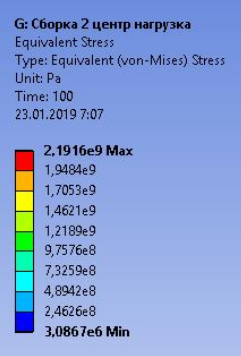 G: Сборка 2 центр нагрузка
Equivalent Stress
Type: Equivalent (von-Mises) Stress
Unit: Pa
Time: 100
23.01.2019 7:07
2,1916e9 Max
1,9484e9
1,7053e9
1,4621e9
1,2189e9
9,7576e8
7,3259e8
4,8942e8
2,4626e8
3,0867e6 Min